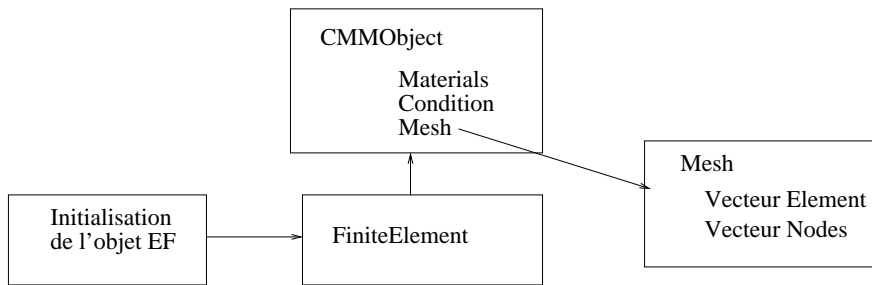 CMMObject
Materials
Condition
Mesh
Mesh
Vecteur Element
Vecteur Nodes
Initialisation
de l'objet EF
FiniteElement